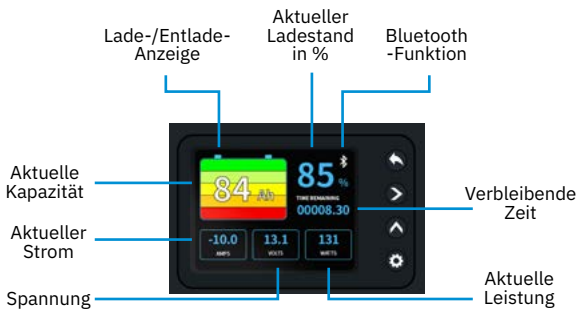 Aktueller
Ladestand
in %
Lade-/Entlade-
Anzeige
Bluetooth
-Funktion
Aktuelle
Kapazität
84 Ah
85 %
TIME REMAINING
00008.30
Verbleibende
Zeit
Aktueller
Strom
-10.0
AMPS
13.1
VOLTS
131
WATTS
Spannung
Aktuelle
Leistung